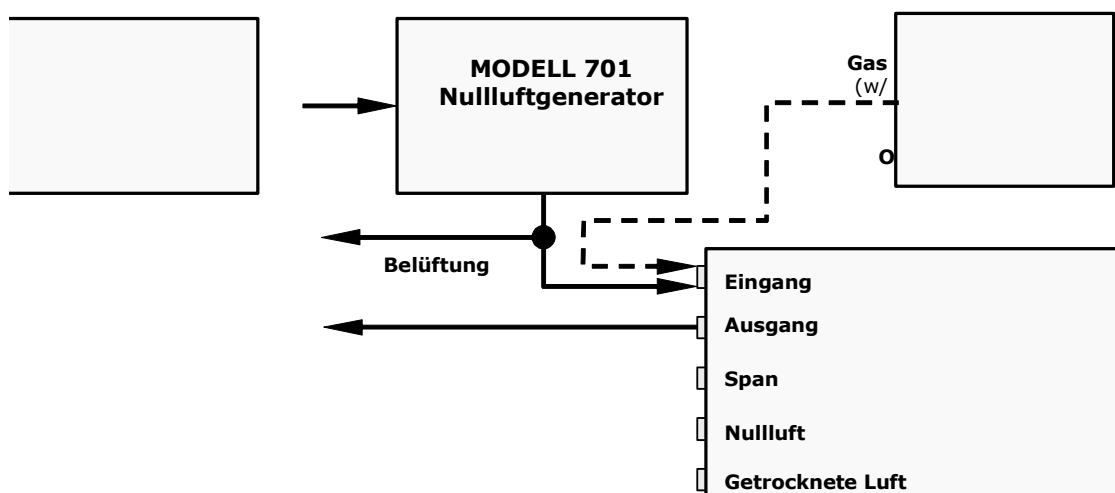 MODELL 701
Nullluftgenerator
Gas
(w/
O
Belüftung
Eingang
Ausgang
Span
Nullluft
Getrocknete Luft